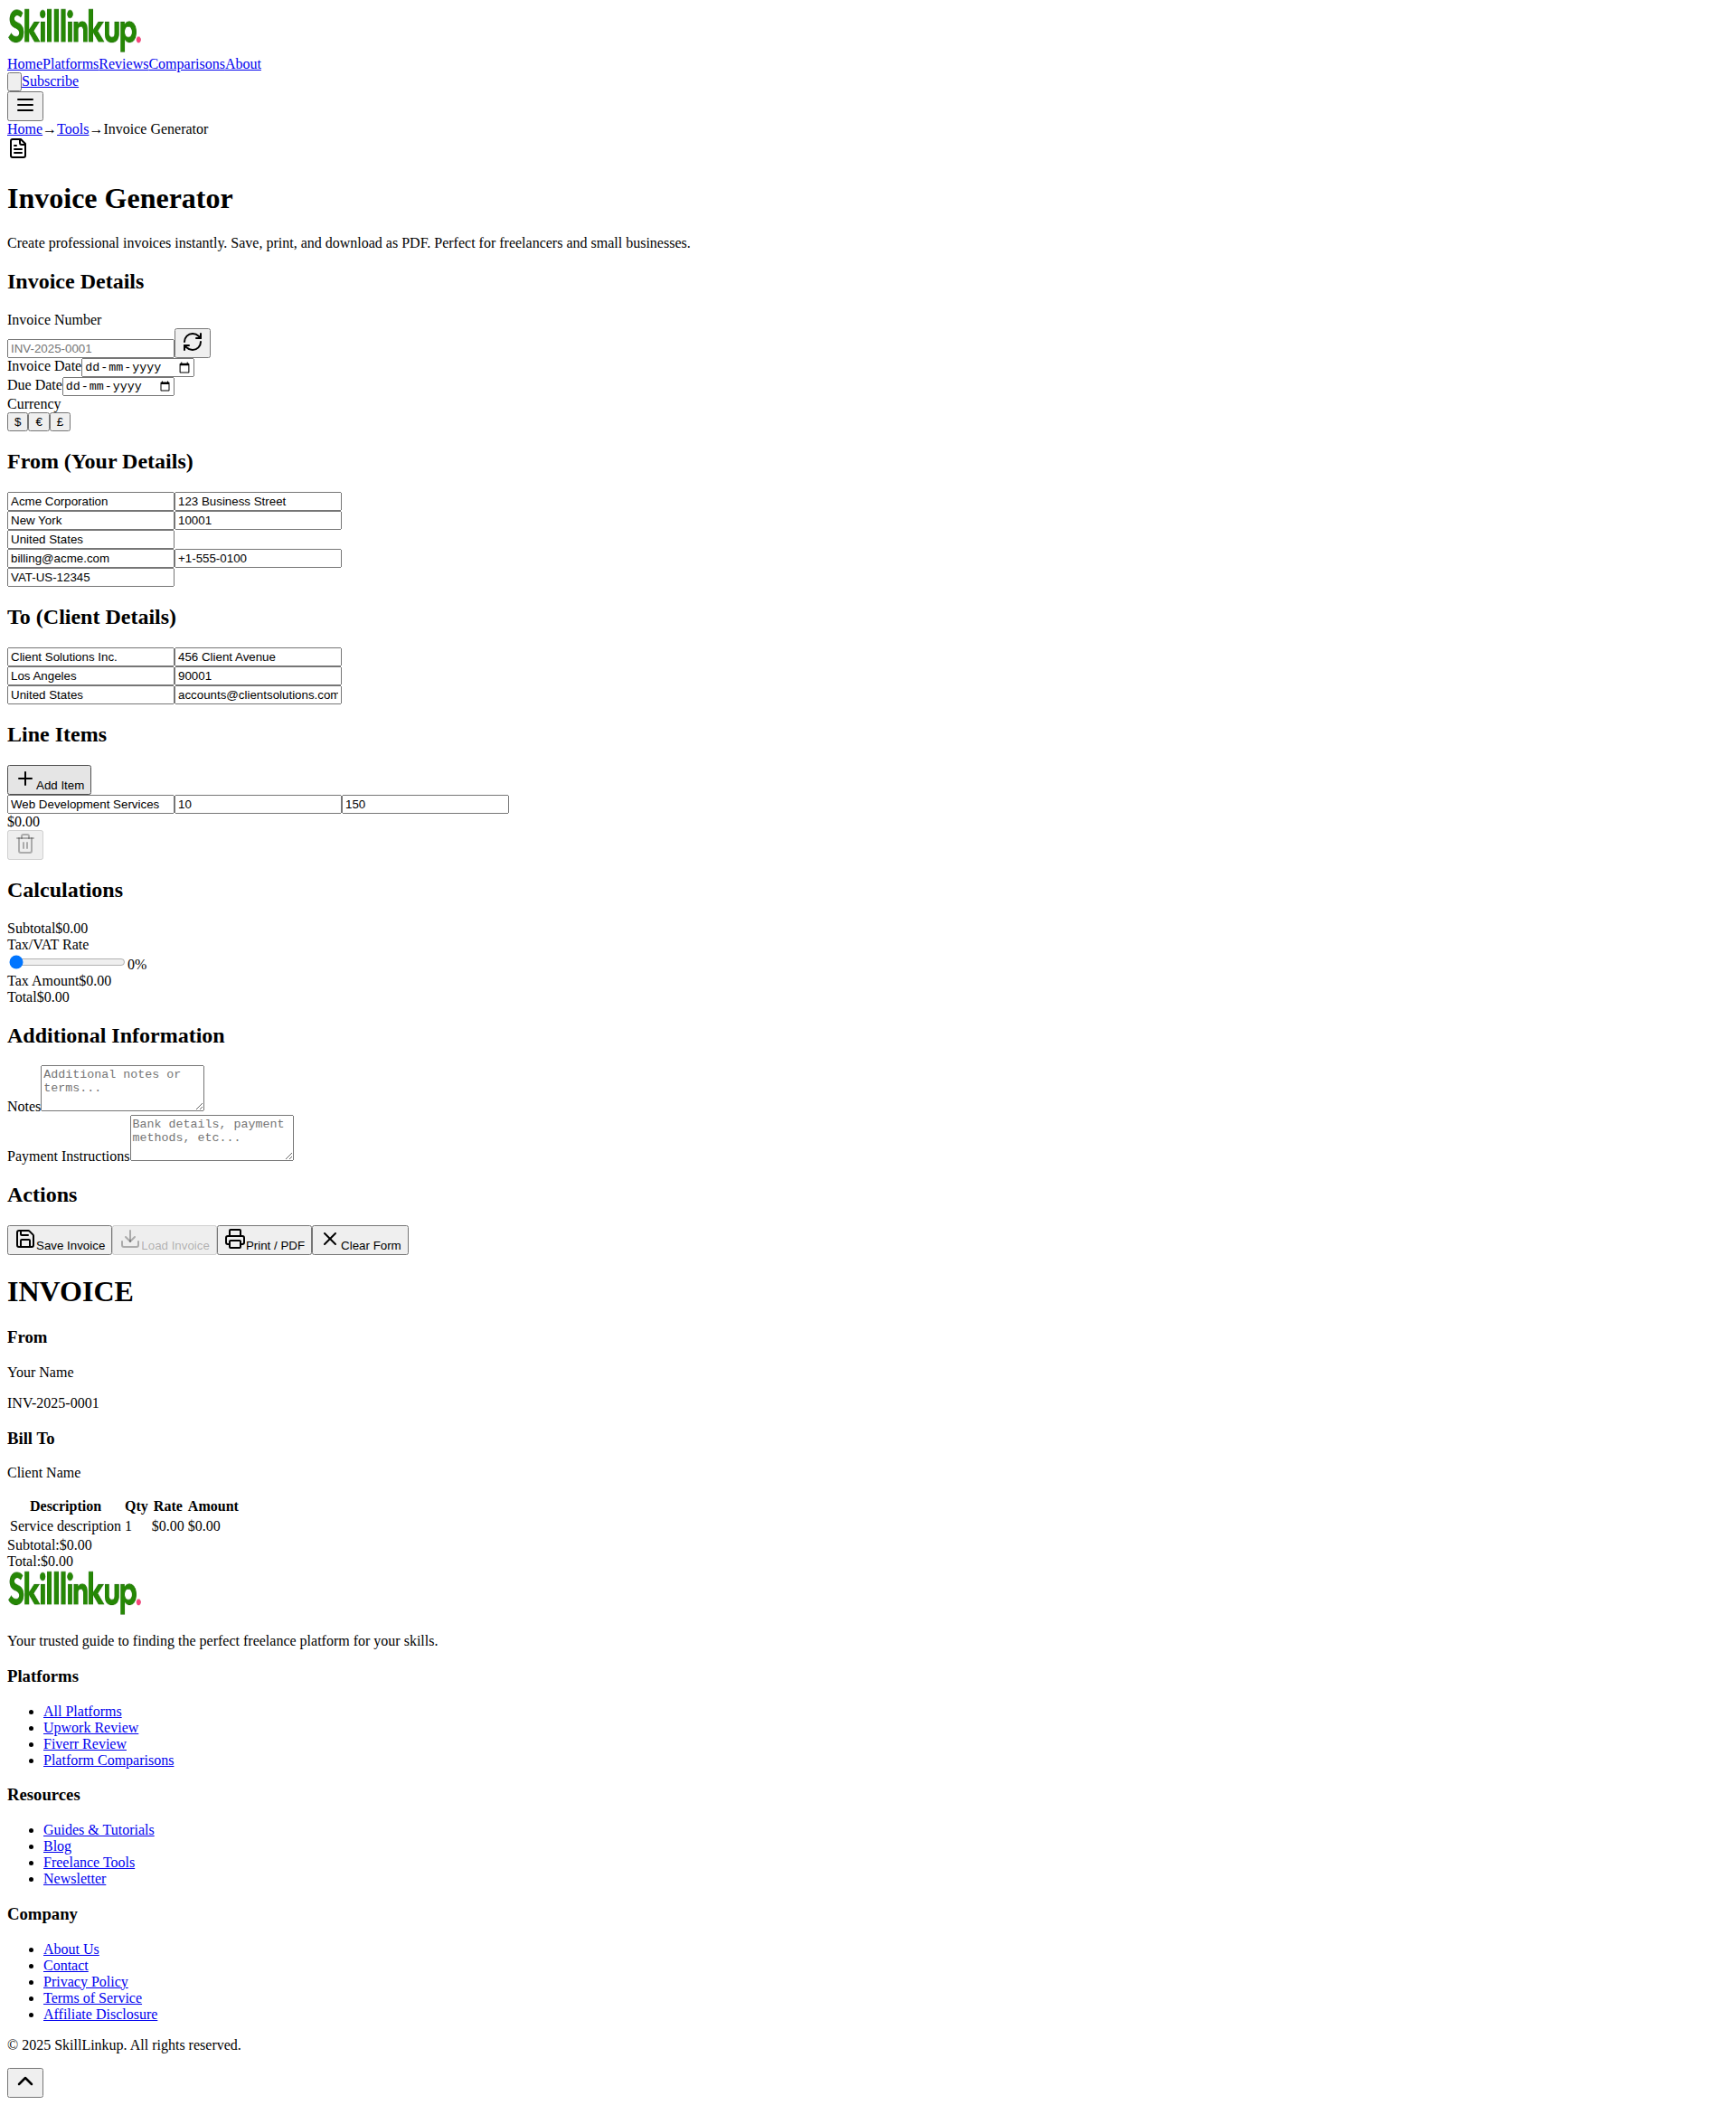 Skilllinkup.
HomePlatformsReviewsComparisonsAbout
Subscribe
Home→Tools→Invoice Generator
Invoice Generator
Create professional invoices instantly. Save, print, and download as PDF. Perfect for freelancers and small businesses.
Invoice Details
Invoice Number
INV-2025-0001
Invoice Date dd-mm-yyyy
Due Date dd-mm-yyyy
Currency
$ € £
From (Your Details)
Acme Corporation 123 Business Street
New York 10001
United States
billing@acme.com +1-555-0100
VAT-US-12345
To (Client Details)
Client Solutions Inc. 456 Client Avenue
Los Angeles 90001
United States accounts@clientsolutions.com
Line Items
Add Item
Web Development Services 10 150
$0.00
Calculations
Subtotal$0.00
Tax/VAT Rate
0%
Tax Amount$0.00
Total$0.00
Additional Information
Additional notes or
terms...
Notes
Bank details, payment
methods, etc...
Payment Instructions
Actions
Save Invoice Load Invoice Print / PDF Clear Form
INVOICE
From
Your Name
INV-2025-0001
Bill To
Client Name
Description Qty Rate Amount
Service description 1 $0.00 $0.00
Subtotal:$0.00
Total:$0.00
Skilllinkup.
Your trusted guide to finding the perfect freelance platform for your skills.
Platforms
All Platforms
Upwork Review
Fiverr Review
Platform Comparisons
Resources
Guides & Tutorials
Blog
Freelance Tools
Newsletter
Company
About Us
Contact
Privacy Policy
Terms of Service
Affiliate Disclosure
© 2025 SkillLinkup. All rights reserved.